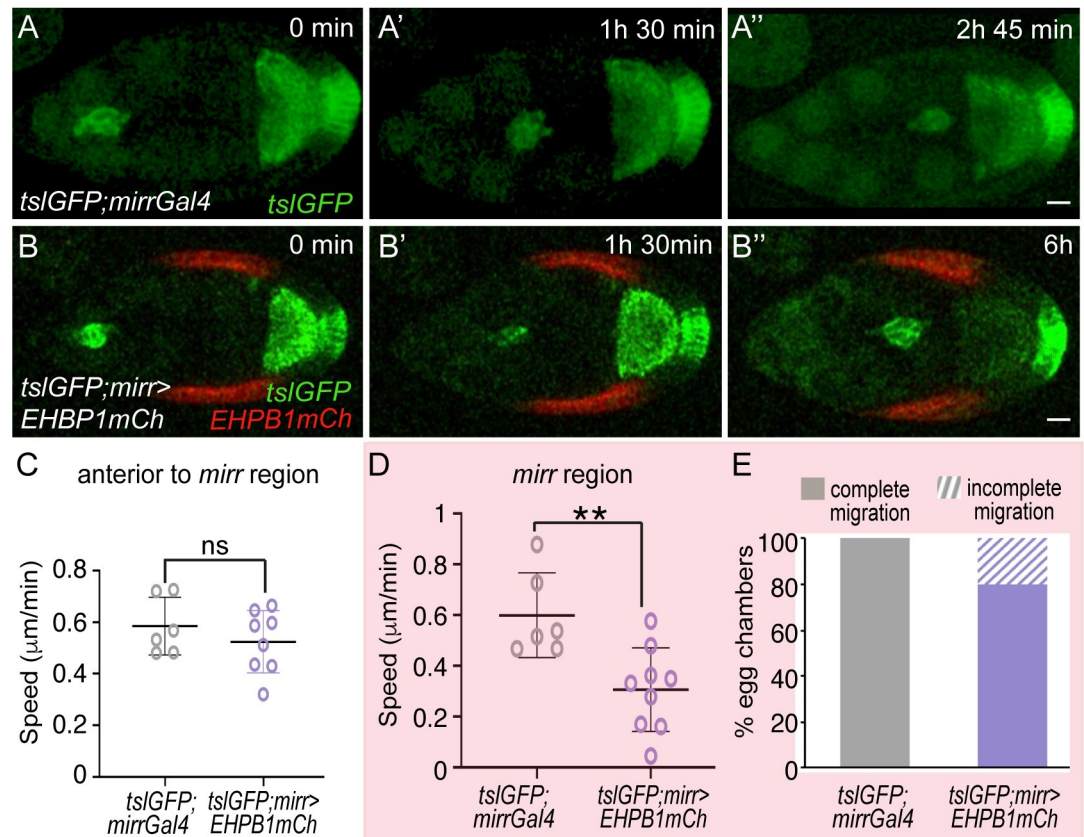 A
0 min
tslGFP;mirrGal4
tslGFP
A'
1h 30 min
A''
2h 45 min
B
0 min
tslGFP;mirr>
EHBP1mCh
tslGFP
EHPB1mCh
B'
1h 30min
B''
6h
C
anterior to mirr region
ns
0.8
0.6
0.4
0.2
0
Speed (μm/min)
tslGFP;
mirrGal4
tslGFP;mirr>
EHPB1mCh
D
mirr region
**
1
0.8
0.6
0.4
0.2
0
Speed (μm/min)
tslGFP;
mirrGal4
tslGFP;mirr>
EHPB1mCh
E
complete
migration
incomplete
migration
100
80
60
40
20
0
% egg chambers
tslGFP;
mirrGal4
tslGFP;mirr>
EHPB1mCh